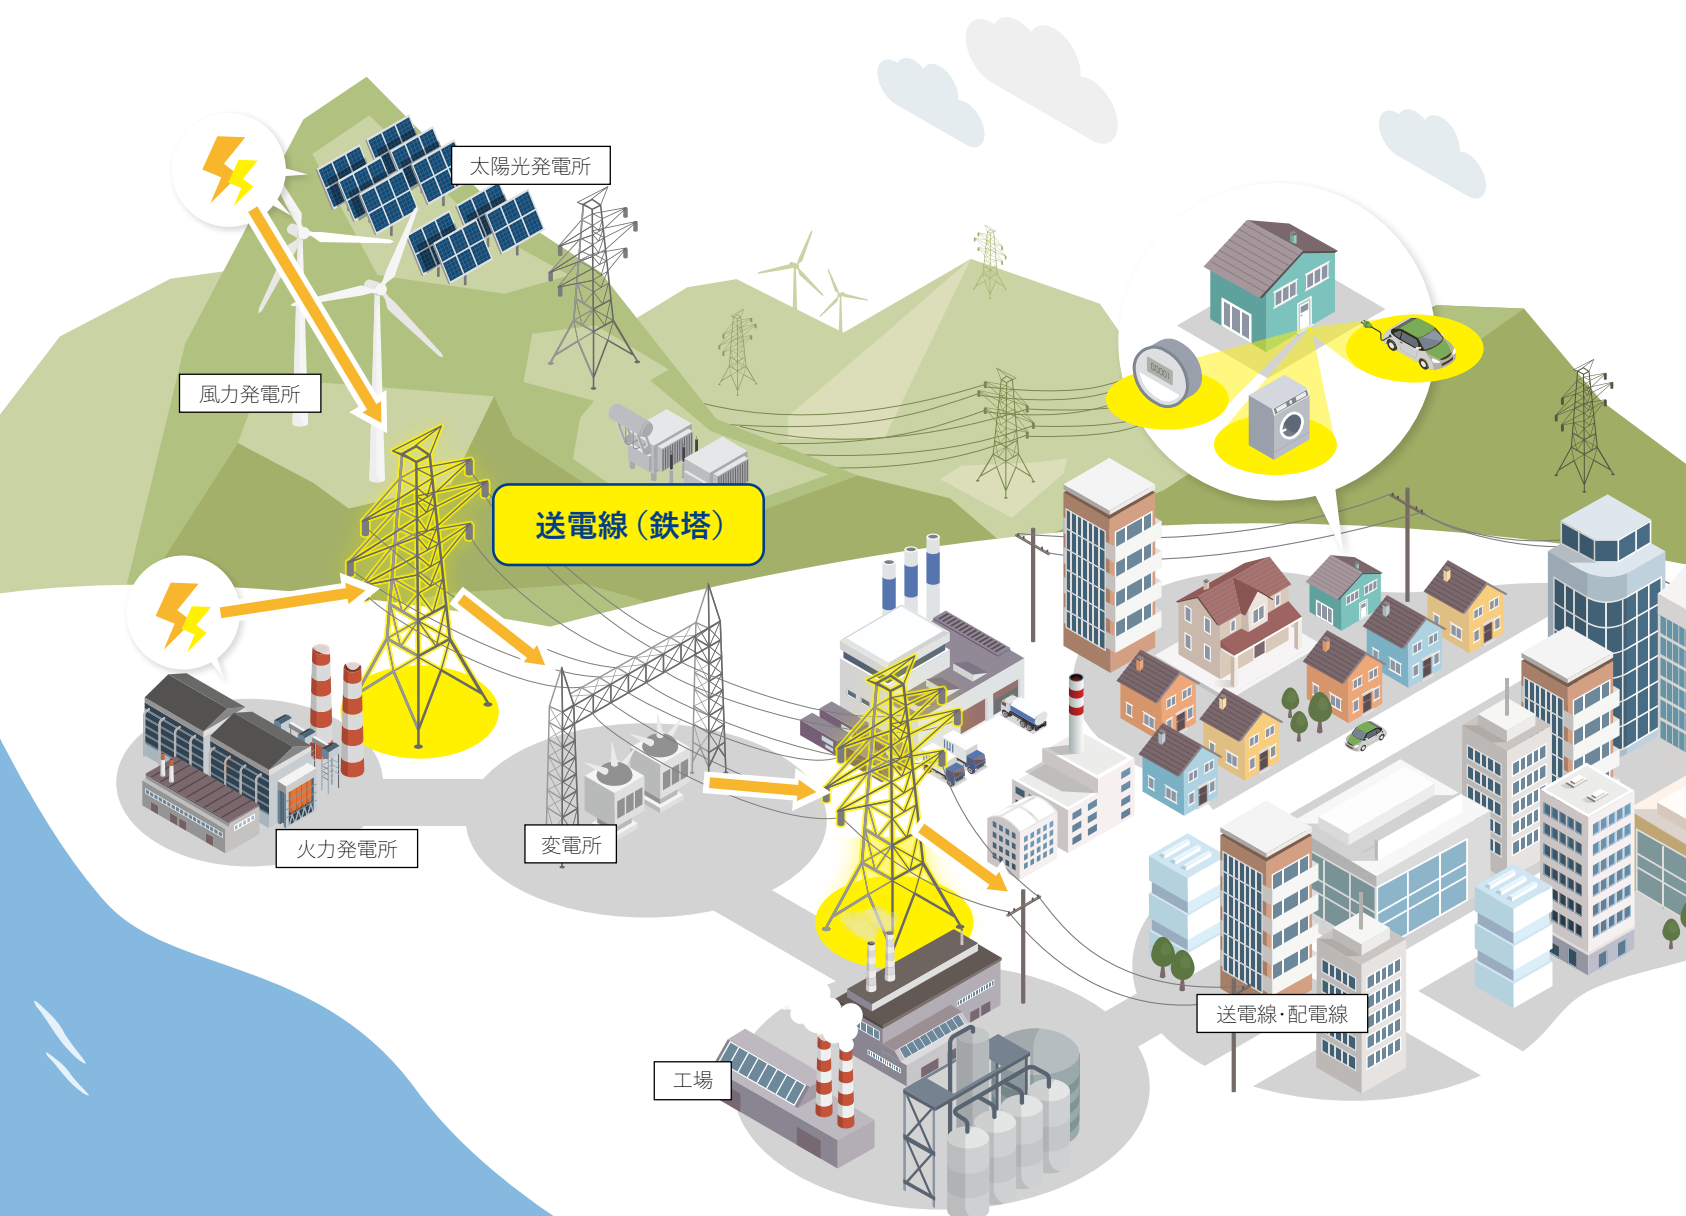 太陽光発電所
風力発電所
送電線（鉄塔）
火力発電所
変電所
送電線・配電線
工場
00001